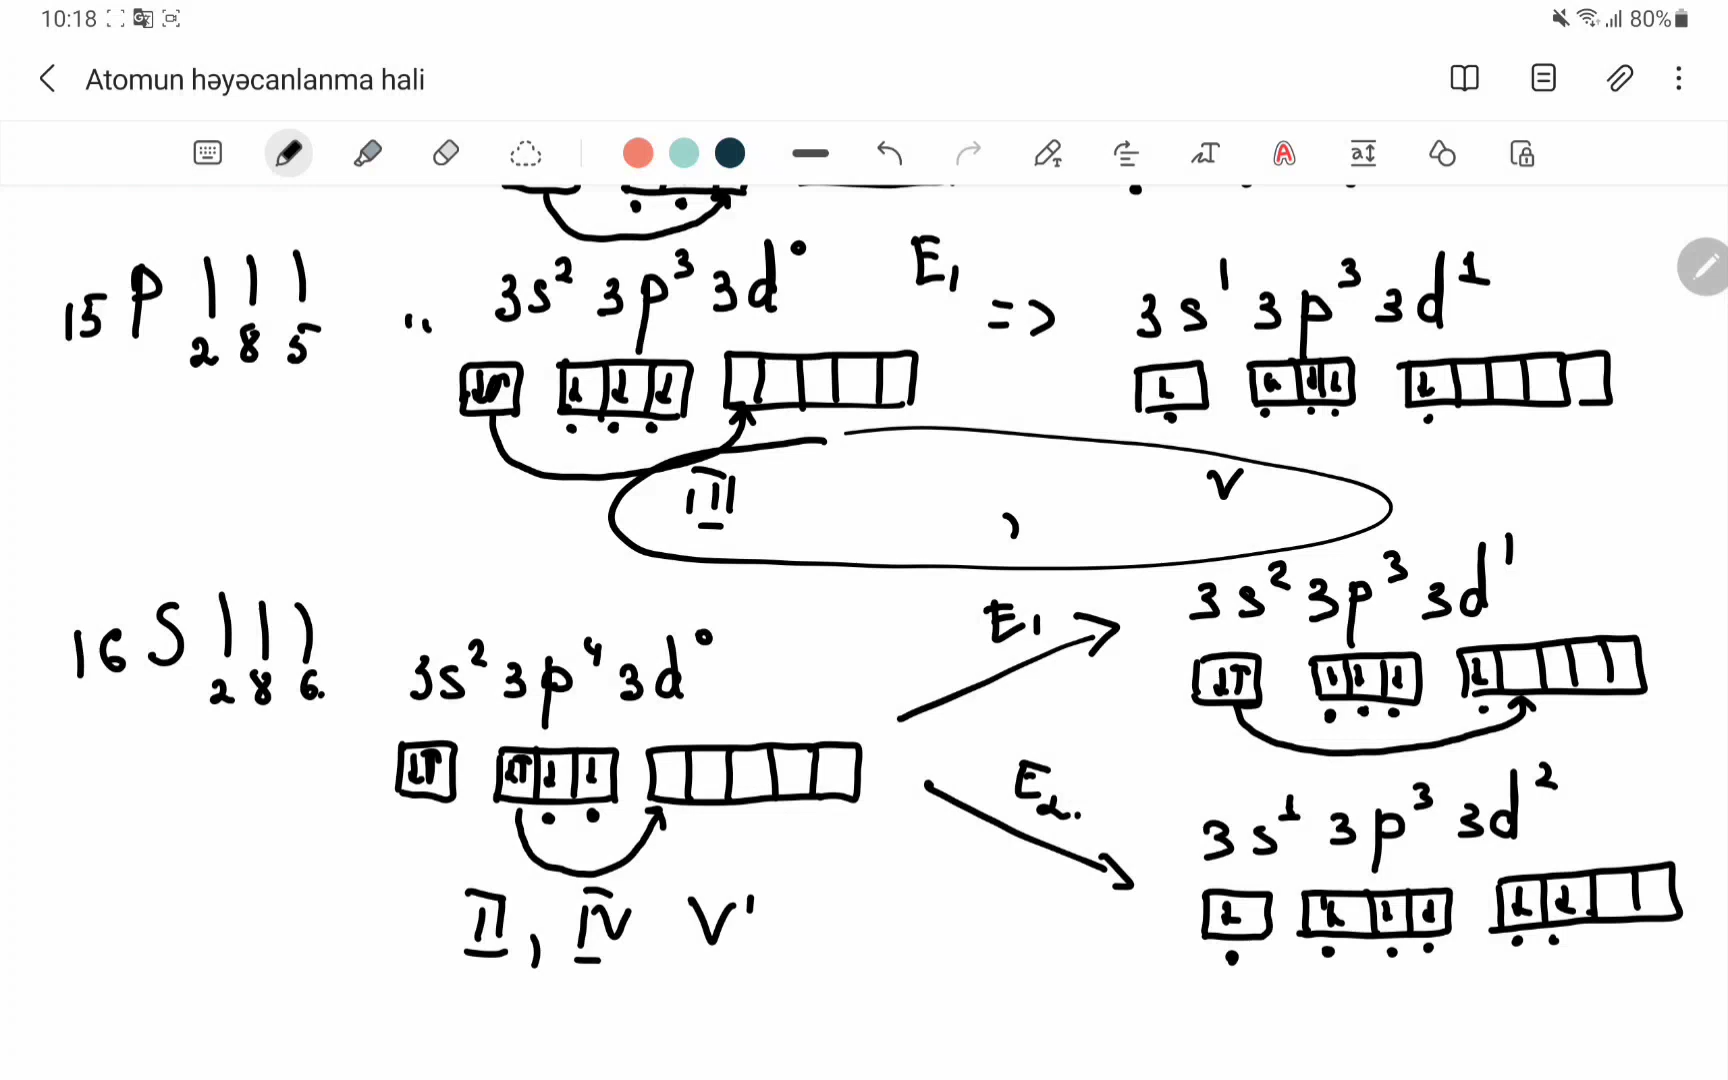 10:18 80%
Atomun həyəcanlanma hali
15 P 2 8 5 3s² 3p³ 3d⁰ E₁ => 3s¹ 3p³ 3d¹
III , V
16 S 2 8 6. 3s² 3p⁴ 3d⁰ E₁ 3s² 3p³ 3d¹
E₂. 3s¹ 3p³ 3d²
II, IV V'